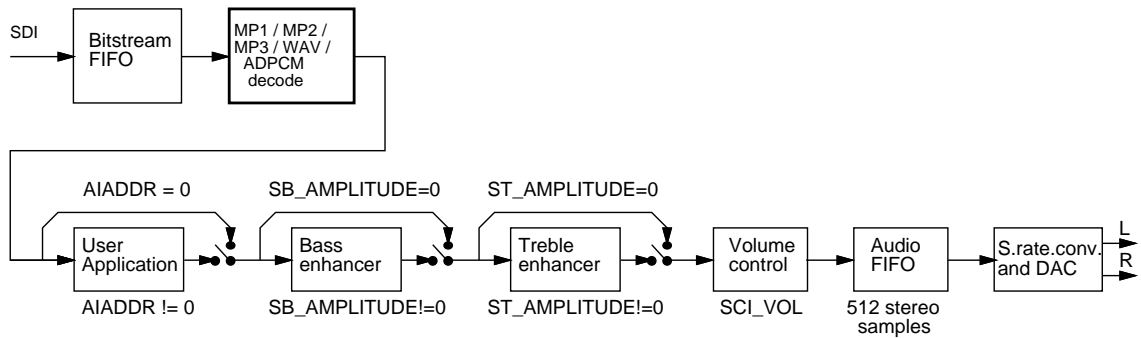 SDI
Bitstream
FIFO
MP1 / MP2 /
MP3 / WAV /
ADPCM
decode
AIADDR = 0
SB_AMPLITUDE=0
ST_AMPLITUDE=0
User
Application
Bass
enhancer
Treble
enhancer
Volume
control
Audio
FIFO
S.rate.conv.
and DAC
L
R
AIADDR != 0
SB_AMPLITUDE!=0
ST_AMPLITUDE!=0
SCI_VOL
512 stereo
samples